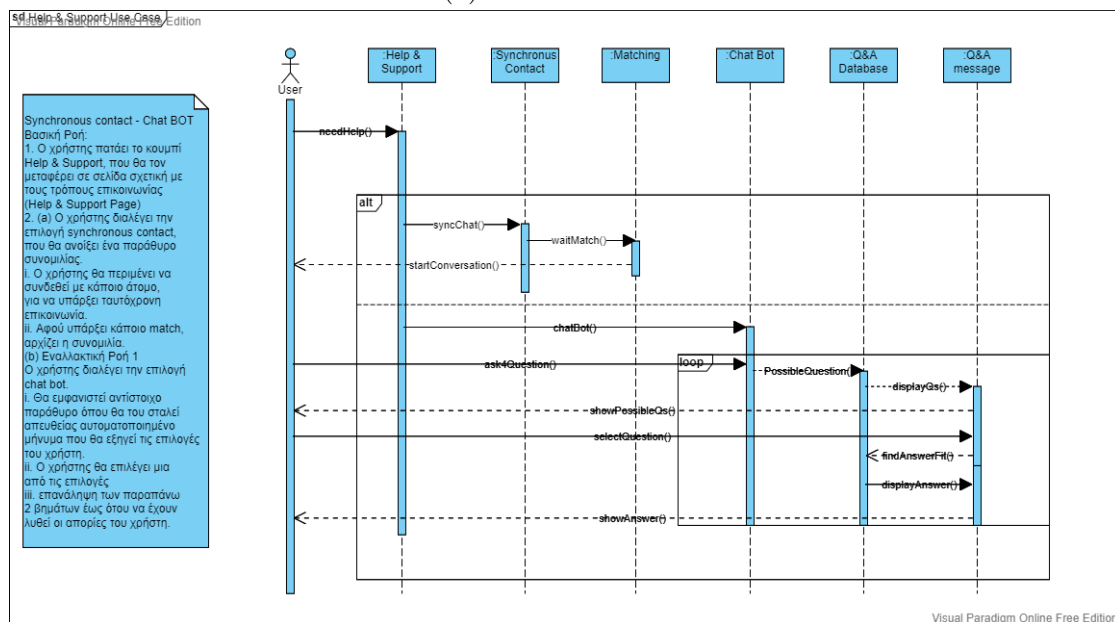 sd Help & Support Use Case
Visual Paradigm Online Free Edition
User
:Help &
Support
:Synchronus
Contact
:Matching
:Chat Bot
:Q&A
Database
:Q&A
message
Synchronous contact - Chat BOT
Βασική Ροή:
1. Ο χρήστης πατάει το κουμπί
Help & Support, που θα τον
μεταφέρει σε σελίδα σχετική με
τους τρόπους επικοινωνίας
(Help & Support Page)
2. (a) Ο χρήστης διαλέγει την
επιλογή synchronous contact,
που θα ανοίξει ένα παράθυρο
συνομιλίας.
i. Ο χρήστης θα περιμένει να
συνδεθεί με κάποιο άτομο,
για να υπάρξει ταυτόχρονη
επικοινωνία.
ii. Αφού υπάρξει κάποιο match,
αρχίζει η συνομιλία.
(b) Εναλλακτική Ροή 1
Ο χρήστης διαλέγει την επιλογή
chat bot.
i. Θα εμφανιστεί αντίστοιχο
παράθυρο όπου θα του σταλεί
απευθείας αυτοματοποιημένο
μήνυμα που θα εξηγεί τις επιλογές
του χρήστη.
ii. Ο χρήστης θα επιλέγει μια
από τις επιλογές
iii. επανάληψη των παραπάνω
2 βημάτων έως ότου να έχουν
λυθεί οι απορίες του χρήστη.
needHelp()
alt
syncChat()
waitMatch()
startConversation()
chatBot()
loop
ask4Question()
PossibleQuestion()
displayQs()
showPossibleQs()
selectQuestion()
findAnswerFit()
displayAnswer()
showAnswer()
Visual Paradigm Online Free Edition